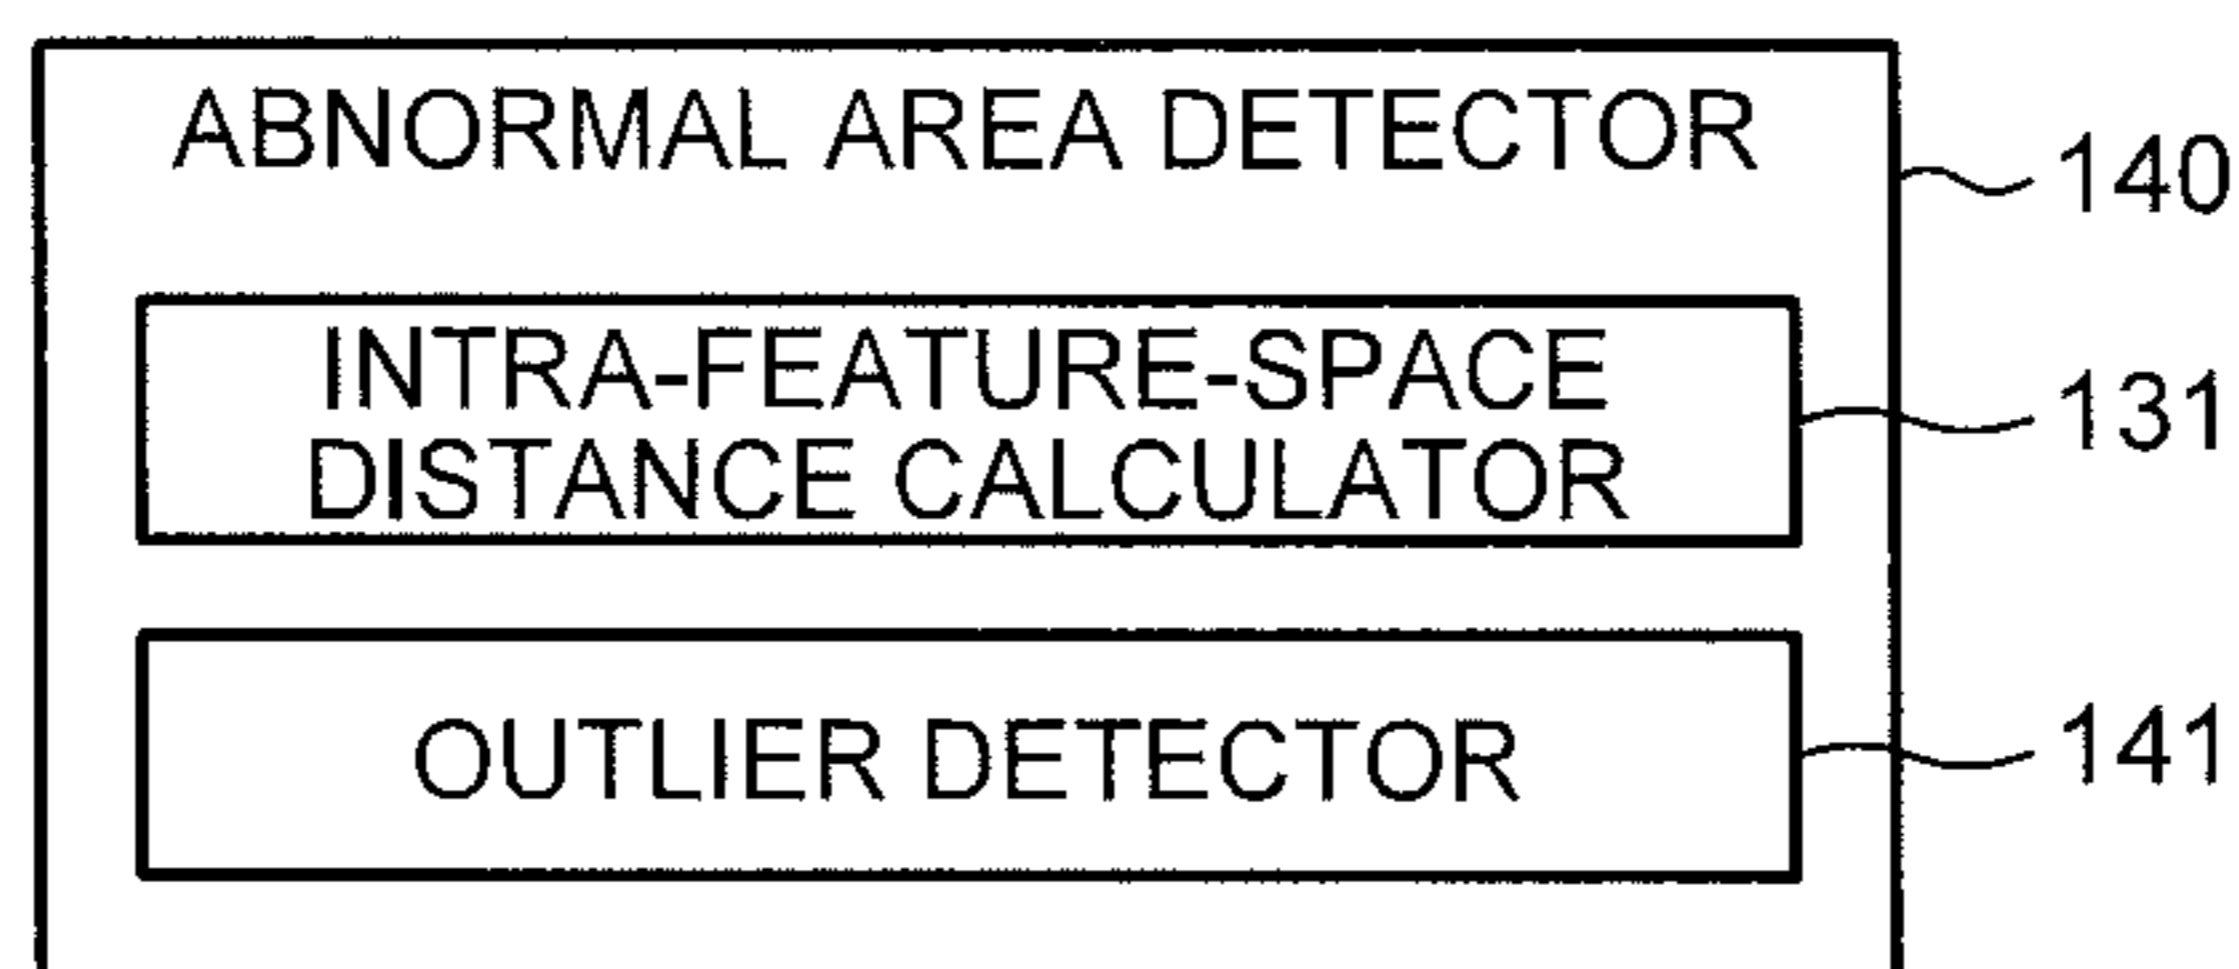 ABNORMAL AREA DETECTOR
140
INTRA-FEATURE-SPACE
DISTANCE CALCULATOR
131
OUTLIER DETECTOR
141